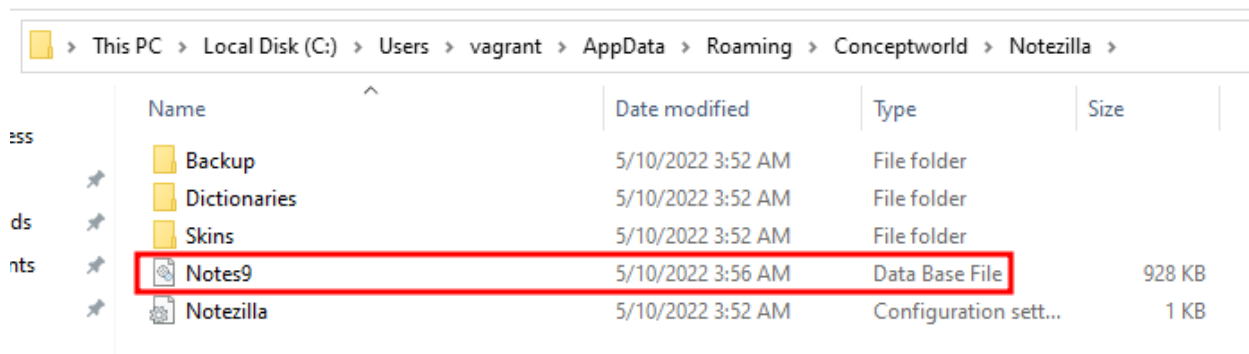 This PC > Local Disk (C:) > Users > vagrant > AppData > Roaming > Conceptworld > Notezilla >
Name Date modified Type Size
ess
Backup 5/10/2022 3:52 AM File folder
Dictionaries 5/10/2022 3:52 AM File folder
ds
Skins 5/10/2022 3:52 AM File folder
nts
Notes9 5/10/2022 3:56 AM Data Base File 928 KB
Notezilla 5/10/2022 3:52 AM Configuration sett... 1 KB